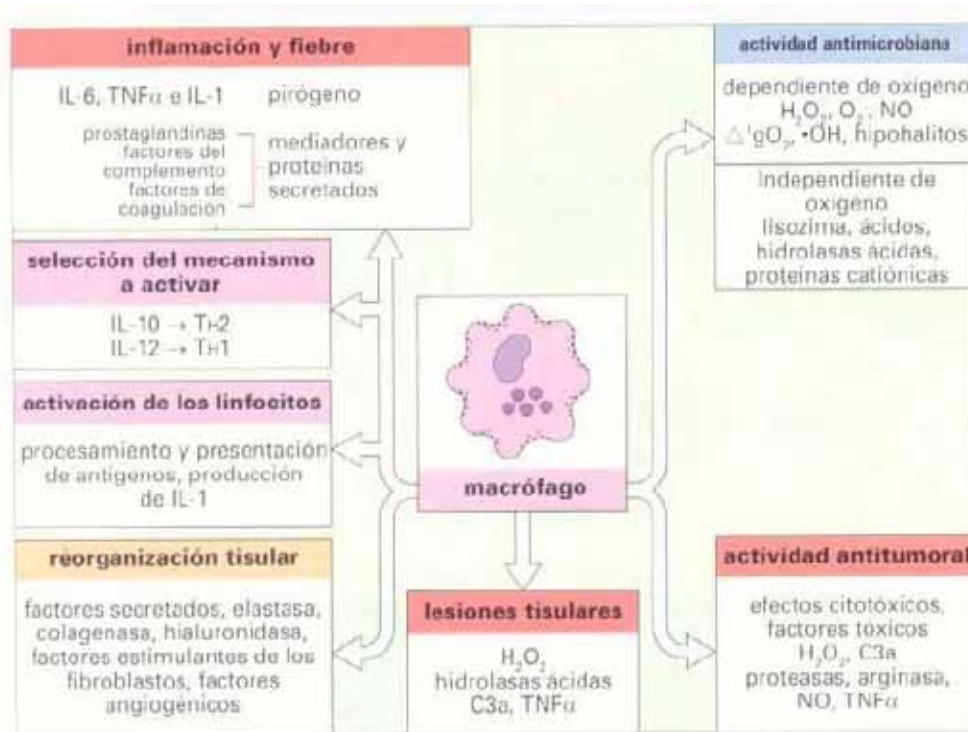 inflamación y fiebre
IL-6, TNFα e IL-1 pirógeno
prostaglandinas
factores del
complemento
factores de
coagulación
mediadores y
proteínas
secretados
selección del mecanismo
a activar
IL-10 → TH2
IL-12 → TH1
activación de los linfocitos
procesamiento y presentación
de antígenos, producción
de IL-1
reorganización tisular
factores secretados, elastasa,
colagenasa, hialuronidasa,
factores estimulantes de los
fibroblastos, factores
angiogénicos
macrófago
lesiones tisulares
H₂O₂
hidrolasas ácidas
C3a, TNFα
actividad antimicrobiana
dependiente de oxígeno
H₂O₂, O₂⁻, NO
△¹gO₂, •OH, hipohalitos
independiente de
oxígeno
lisozima, ácidos,
hidrolasas ácidas,
proteínas catiónicas
actividad antitumoral
efectos citotóxicos,
factores tóxicos
H₂O₂, C3a
proteasas, arginasa,
NO, TNFα